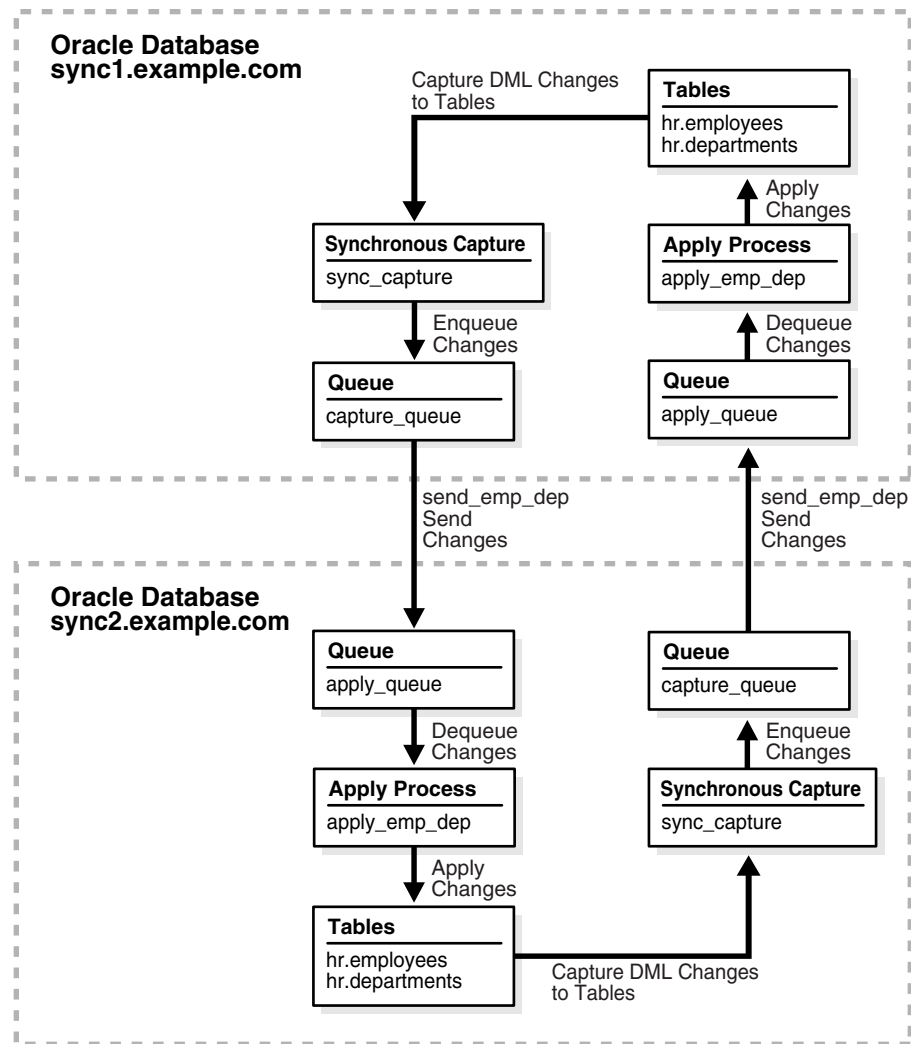 Oracle Database
sync1.example.com
Capture DML Changes
to Tables
Tables
hr.employees
hr.departments
Apply
Changes
Synchronous Capture
sync_capture
Apply Process
apply_emp_dep
Enqueue
Changes
Dequeue
Changes
Queue
capture_queue
Queue
apply_queue
send_emp_dep
Send
Changes
send_emp_dep
Send
Changes
Oracle Database
sync2.example.com
Queue
apply_queue
Queue
capture_queue
Dequeue
Changes
Enqueue
Changes
Apply Process
apply_emp_dep
Synchronous Capture
sync_capture
Apply
Changes
Tables
hr.employees
hr.departments
Capture DML Changes
to Tables